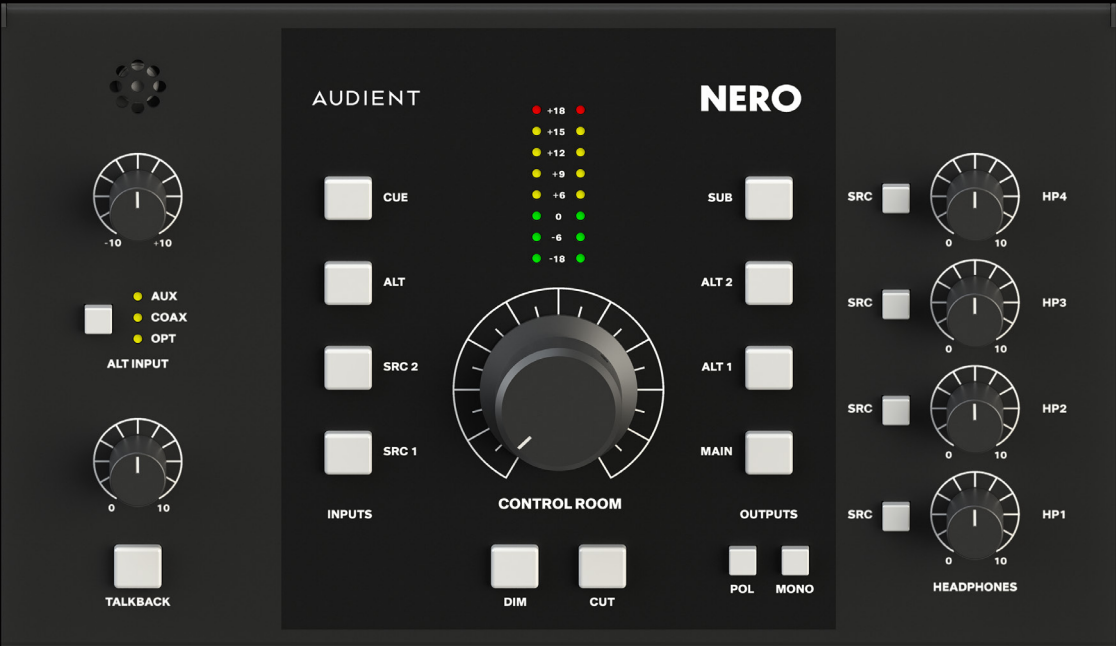 AUDIENT
NERO
+18
+15
+12
+9
+6
0
-6
-18
-10 +10
AUX
COAX
OPT
ALT INPUT
0 10
TALKBACK
CUE
ALT
SRC 2
SRC 1
INPUTS
CONTROL ROOM
DIM
CUT
SUB
ALT 2
ALT 1
MAIN
OUTPUTS
POL
MONO
SRC
HP4
0 10
SRC
HP3
0 10
SRC
HP2
0 10
SRC
HP1
0 10
HEADPHONES